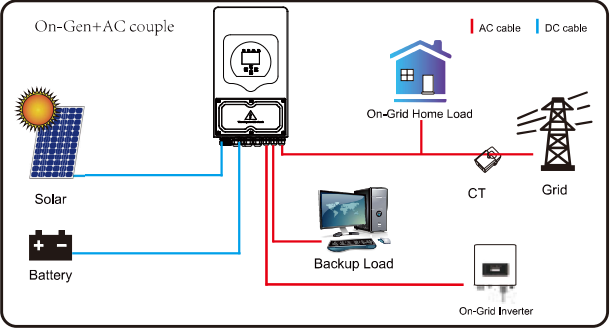 On-Gen+AC couple
AC cable
DC cable
On-Grid Home Load
Solar
CT
Grid
Battery
Backup Load
On-Grid Inverter